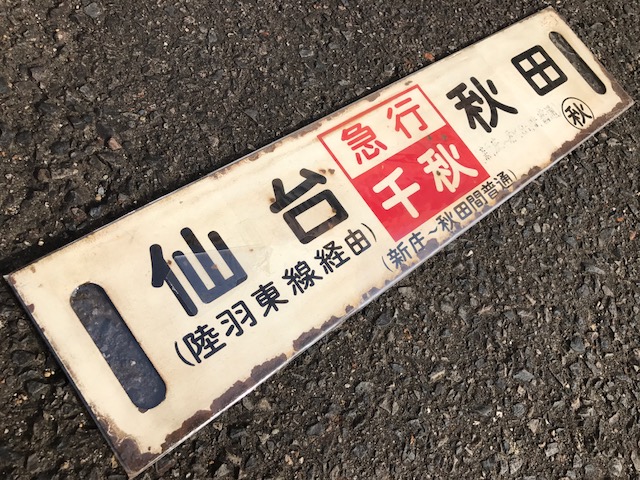 仙台
急行
千秋
秋田
(陸羽東線経由)
(新庄～秋田間普通)
秋